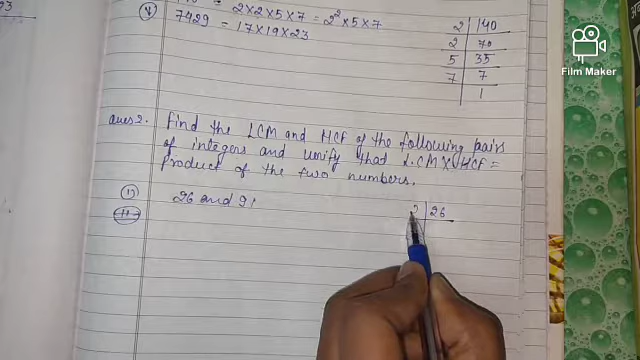 = 2×2×5×7 = 2²×5×7
(V) 7429 = 17×19×23
2 | 140
2 | 70
5 | 35
7 | 7
1
Film Maker
Ques 2. Find the LCM and HCF of the following pairs
of integers and verify that LCM × HCF =
product of the two numbers.
(i) 26 and 91
(ii)
2 | 26